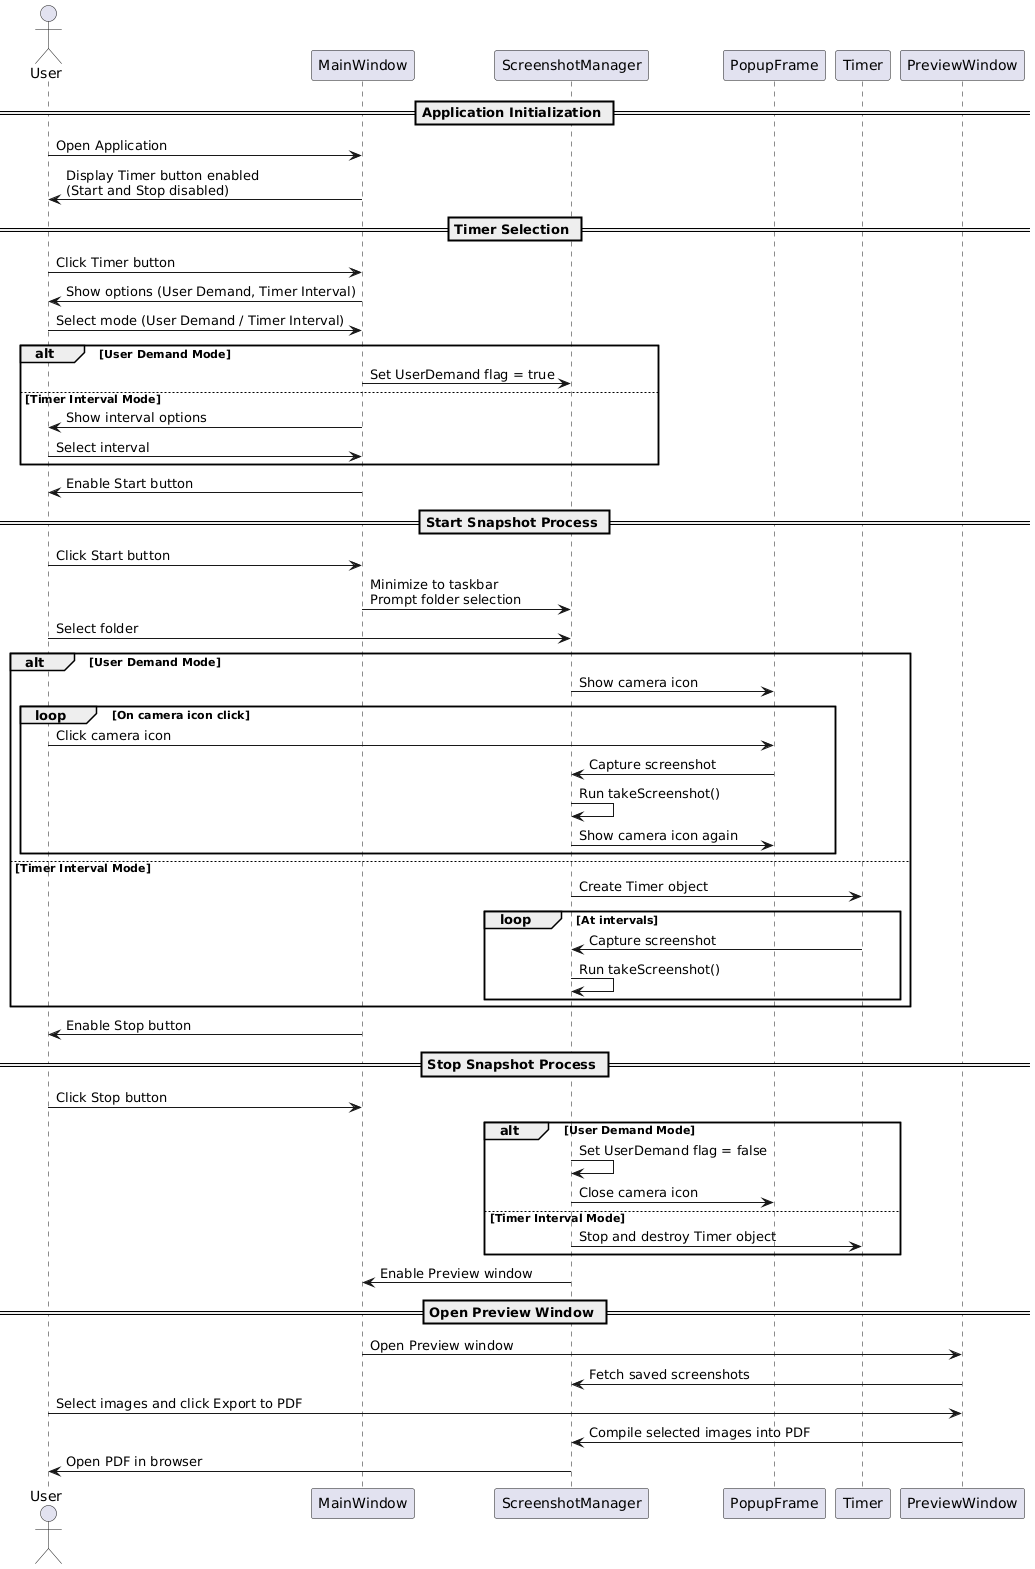 User
MainWindow
ScreenshotManager
PopupFrame
Timer
PreviewWindow
Application Initialization
Open Application
Display Timer button enabled
(Start and Stop disabled)
Timer Selection
Click Timer button
Show options (User Demand, Timer Interval)
Select mode (User Demand / Timer Interval)
alt
[User Demand Mode]
Set UserDemand flag = true
[Timer Interval Mode]
Show interval options
Select interval
Enable Start button
Start Snapshot Process
Click Start button
Minimize to taskbar
Prompt folder selection
Select folder
alt
[User Demand Mode]
Show camera icon
loop
[On camera icon click]
Click camera icon
Capture screenshot
Run takeScreenshot()
Show camera icon again
[Timer Interval Mode]
Create Timer object
loop
[At intervals]
Capture screenshot
Run takeScreenshot()
Enable Stop button
Stop Snapshot Process
Click Stop button
alt
[User Demand Mode]
Set UserDemand flag = false
Close camera icon
[Timer Interval Mode]
Stop and destroy Timer object
Enable Preview window
Open Preview Window
Open Preview window
Fetch saved screenshots
Select images and click Export to PDF
Compile selected images into PDF
Open PDF in browser
User
MainWindow
ScreenshotManager
PopupFrame
Timer
PreviewWindow